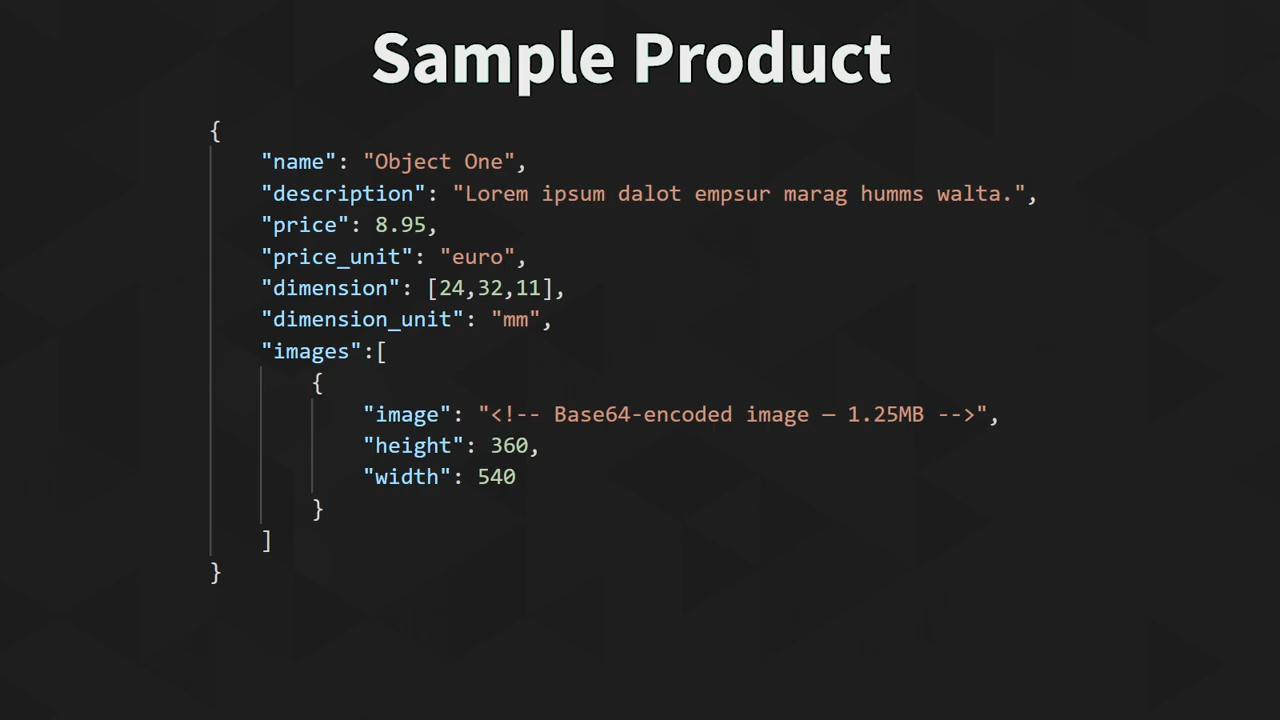 Sample Product
{
"name": "Object One",
"description": "Lorem ipsum dalot empsur marag humms walta.",
"price": 8.95,
"price_unit": "euro",
"dimension": [24,32,11],
"dimension_unit": "mm",
"images":[
{
"image": "<!-- Base64-encoded image – 1.25MB -->",
"height": 360,
"width": 540
}
]
}